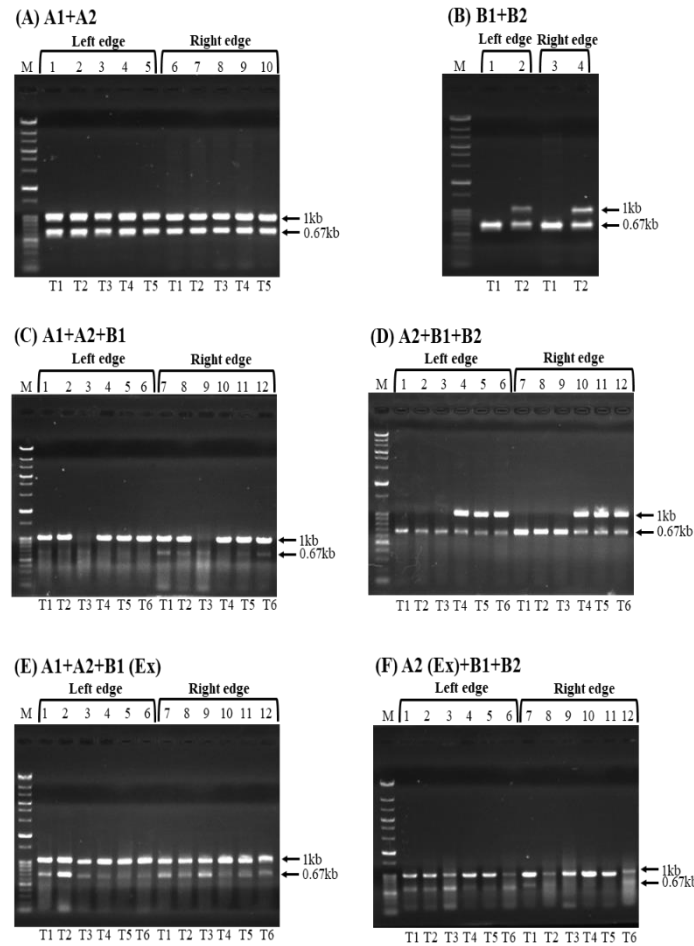 (A) A1+A2
Left edge Right edge
M 1 2 3 4 5 6 7 8 9 10
1kb
0.67kb
T1 T2 T3 T4 T5 T1 T2 T3 T4 T5
(B) B1+B2
Left edge Right edge
M 1 2 3 4
1kb
0.67kb
T1 T2 T1 T2
(C) A1+A2+B1
Left edge Right edge
M 1 2 3 4 5 6 7 8 9 10 11 12
1kb
0.67kb
T1 T2 T3 T4 T5 T6 T1 T2 T3 T4 T5 T6
(D) A2+B1+B2
Left edge Right edge
M 1 2 3 4 5 6 7 8 9 10 11 12
1kb
0.67kb
T1 T2 T3 T4 T5 T6 T1 T2 T3 T4 T5 T6
(E) A1+A2+B1 (Ex)
Left edge Right edge
M 1 2 3 4 5 6 7 8 9 10 11 12
1kb
0.67kb
T1 T2 T3 T4 T5 T6 T1 T2 T3 T4 T5 T6
(F) A2 (Ex)+B1+B2
Left edge Right edge
M 1 2 3 4 5 6 7 8 9 10 11 12
1kb
0.67kb
T1 T2 T3 T4 T5 T6 T1 T2 T3 T4 T5 T6